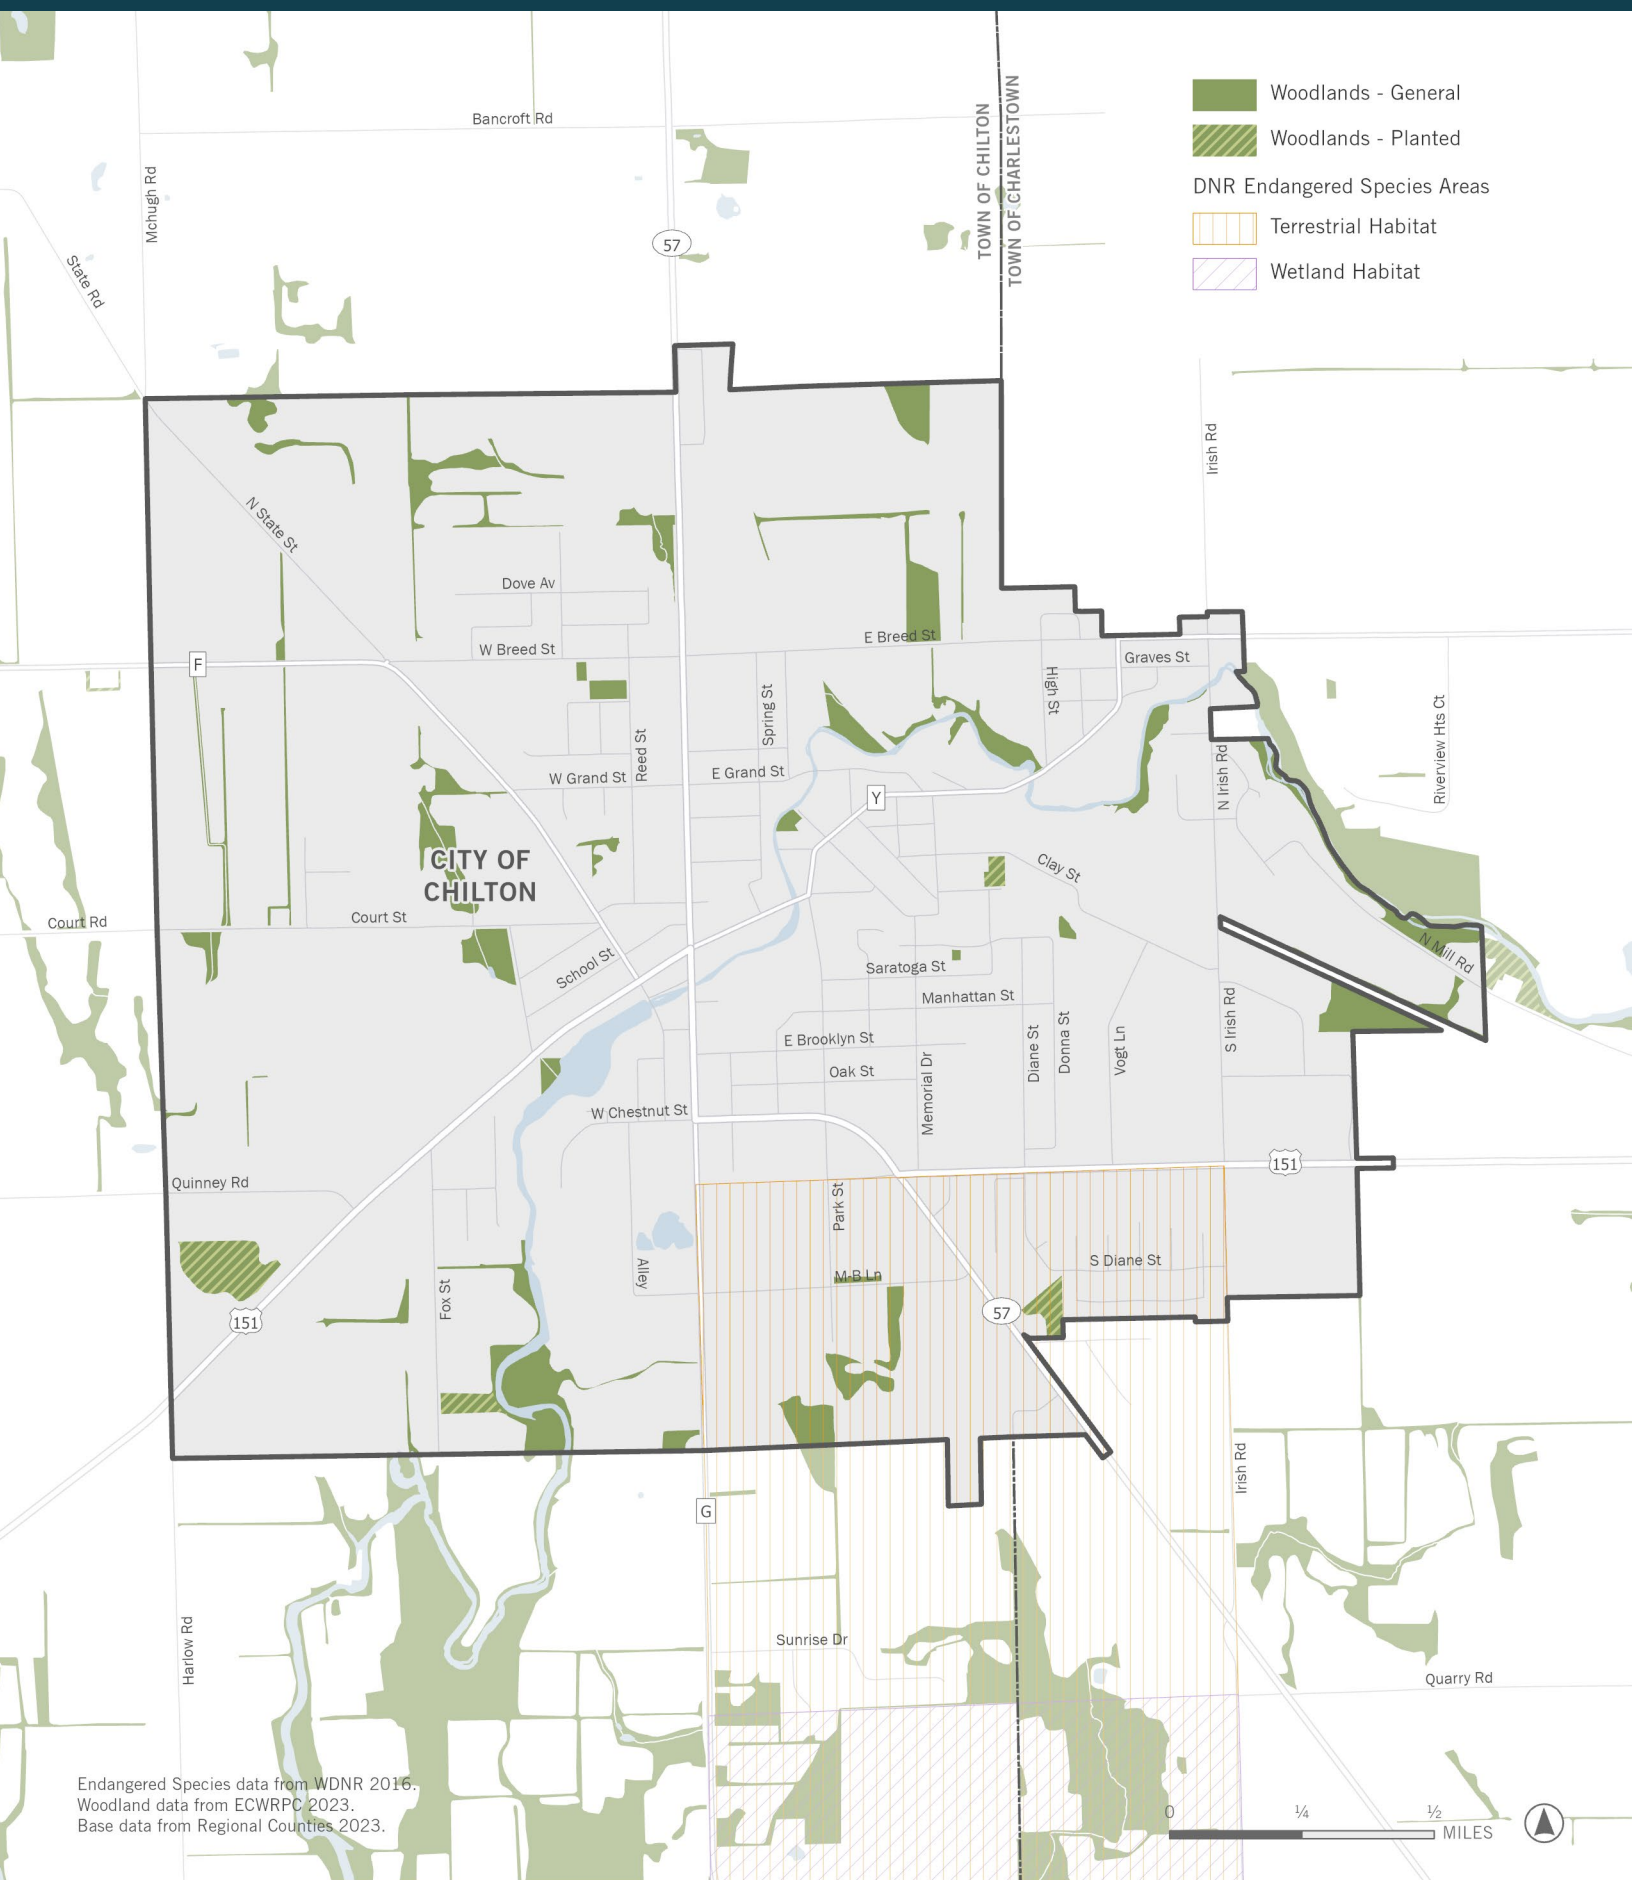 Woodlands - General
Woodlands - Planted
DNR Endangered Species Areas
Terrestrial Habitat
Wetland Habitat
Bancroft Rd
TOWN OF CHILTON
TOWN OF CHARLESTOWN
Mchugh Rd
State Rd
57
Irish Rd
N State St
Dove Av
W Breed St
E Breed St
Graves St
F
High St
Spring St
Reed St
Riverview Hts Ct
W Grand St
E Grand St
N Irish Rd
Y
CITY OF
CHILTON
Clay St
Court Rd
Court St
School St
Saratoga St
N Mill Rd
Manhattan St
S Irish Rd
E Brooklyn St
Diane St
Donna St
Vogt Ln
Oak St
Memorial Dr
W Chestnut St
151
Quinney Rd
Park St
Alley
M-B Ln
S Diane St
Fox St
57
151
Irish Rd
G
Harlow Rd
Sunrise Dr
Quarry Rd
Endangered Species data from WDNR 2016.
Woodland data from ECWRPC 2023.
Base data from Regional Counties 2023.
0 ¼ ½
MILES